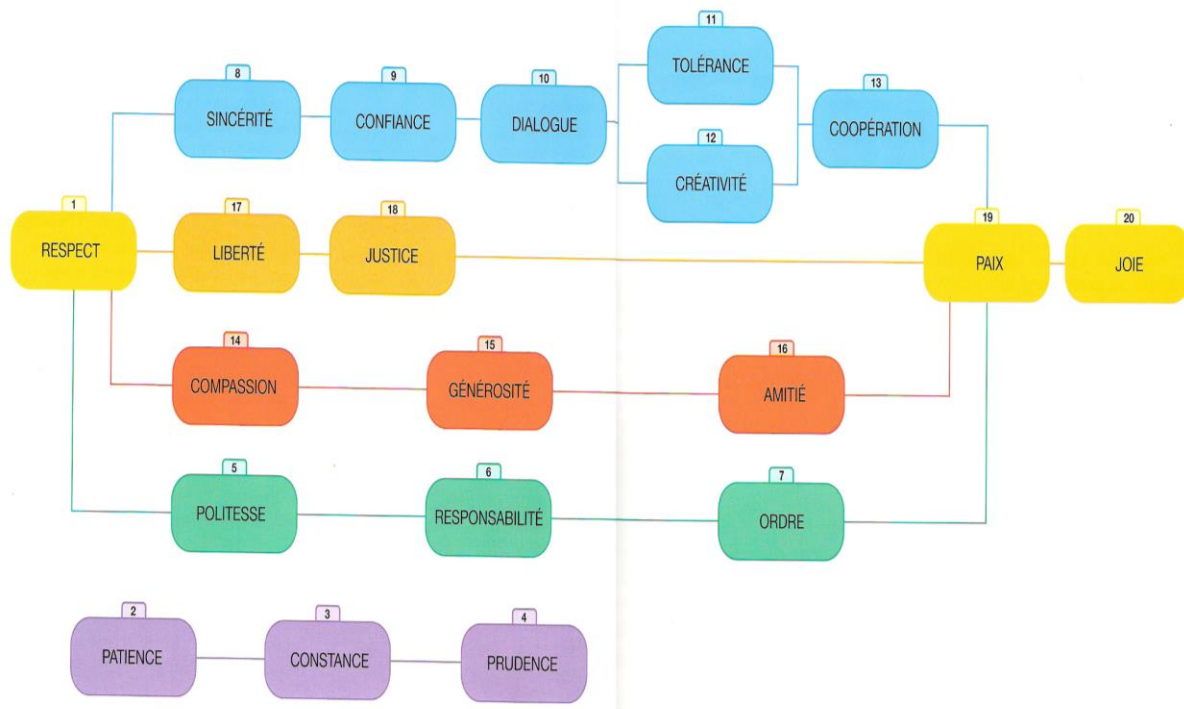 11
TOLÉRANCE
8
SINCÉRITÉ
9
CONFIANCE
10
DIALOGUE
13
COOPÉRATION
12
CRÉATIVITÉ
1
RESPECT
17
LIBERTÉ
18
JUSTICE
19
PAIX
20
JOIE
14
COMPASSION
15
GÉNÉROSITÉ
16
AMITIÉ
5
POLITESSE
6
RESPONSABILITÉ
7
ORDRE
2
PATIENCE
3
CONSTANCE
4
PRUDENCE